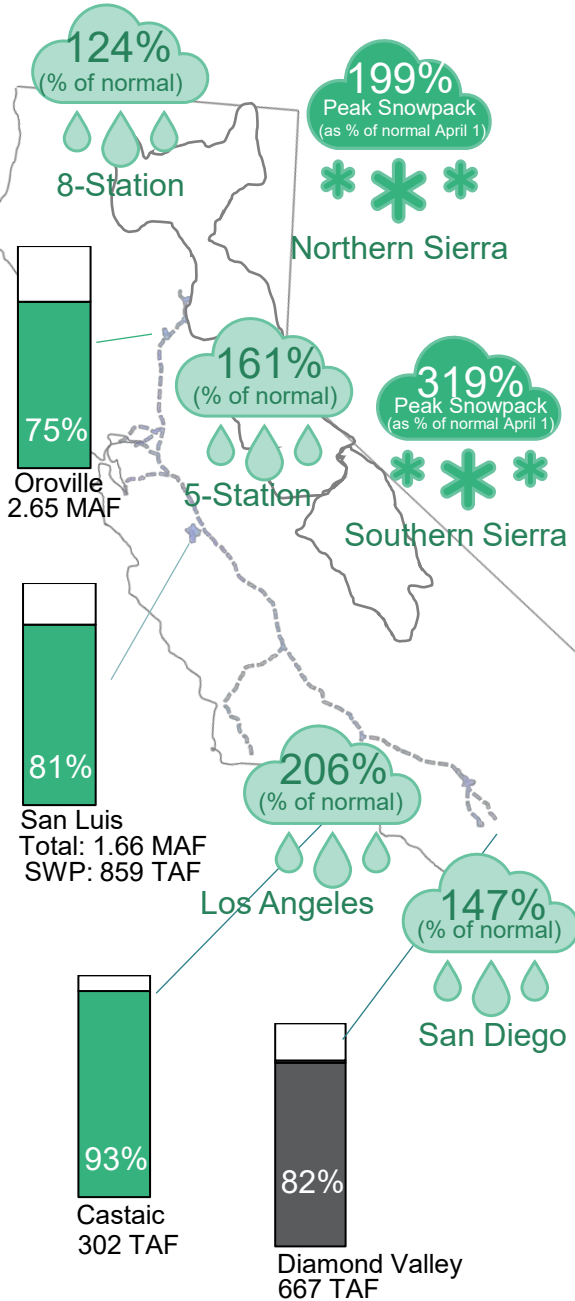 124%
(% of normal)
8-Station
199%
Peak Snowpack
(as % of normal April 1)
Northern Sierra
75%
Oroville
2.65 MAF
161%
(% of normal)
5-Station
319%
Peak Snowpack
(as % of normal April 1)
Southern Sierra
81%
San Luis
Total: 1.66 MAF
SWP: 859 TAF
206%
(% of normal)
Los Angeles
147%
(% of normal)
San Diego
93%
Castaic
302 TAF
82%
Diamond Valley
667 TAF